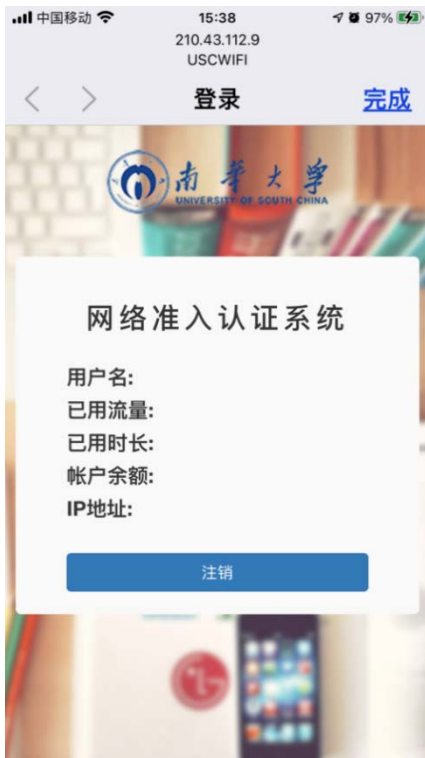 中国移动 15:38 97%
210.43.112.9
USCWIFI
登录 完成
南华大学
UNIVERSITY OF SOUTH CHINA
网络准入认证系统
用户名:
已用流量:
已用时长:
帐户余额:
IP地址:
注销